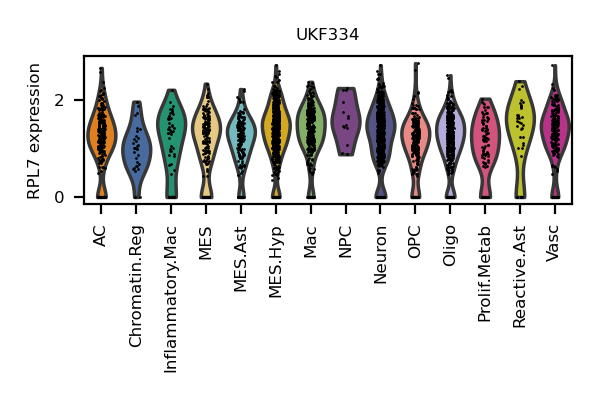 UKF334
RPL7 expression
2
0
AC
Chromatin.Reg
Inflammatory.Mac
MES
MES.Ast
MES.Hyp
Mac
NPC
Neuron
OPC
Oligo
Prolif.Metab
Reactive.Ast
Vasc